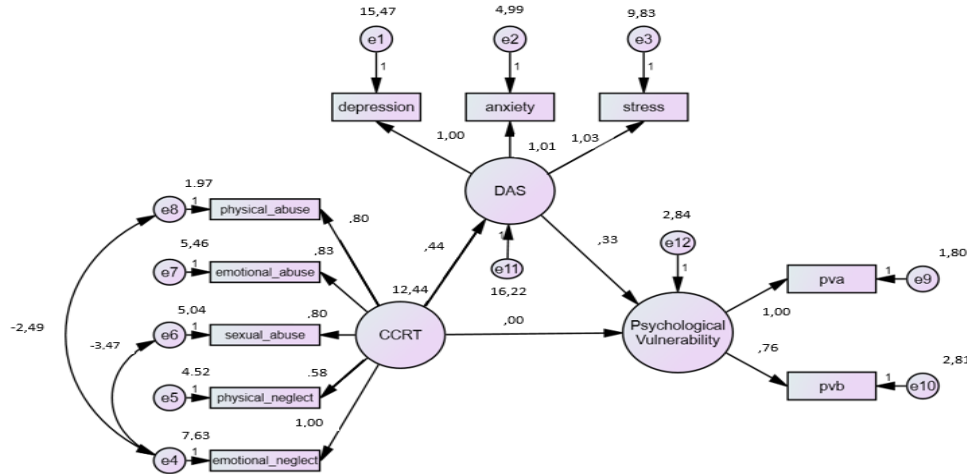 15,47
4,99
9,83
e1
e2
e3
1
1
1
depression
anxiety
stress
1,00
1,01
1,03
DAS
1.97
e8
1
physical_abuse
,80
,44
1
e11
16,22
,33
2,84
e12
1
5,46
e7
1
emotional_abuse
,83
12,44
pva
1
e9
1,80
1,00
-2,49
5,04
e6
1
sexual_abuse
,80
CCRT
,00
Psychological
Vulnerability
-3,47
,76
4.52
e5
1
physical_neglect
.58
pvb
1
e10
2,81
1,00
7,63
e4
1
emotional_neglect